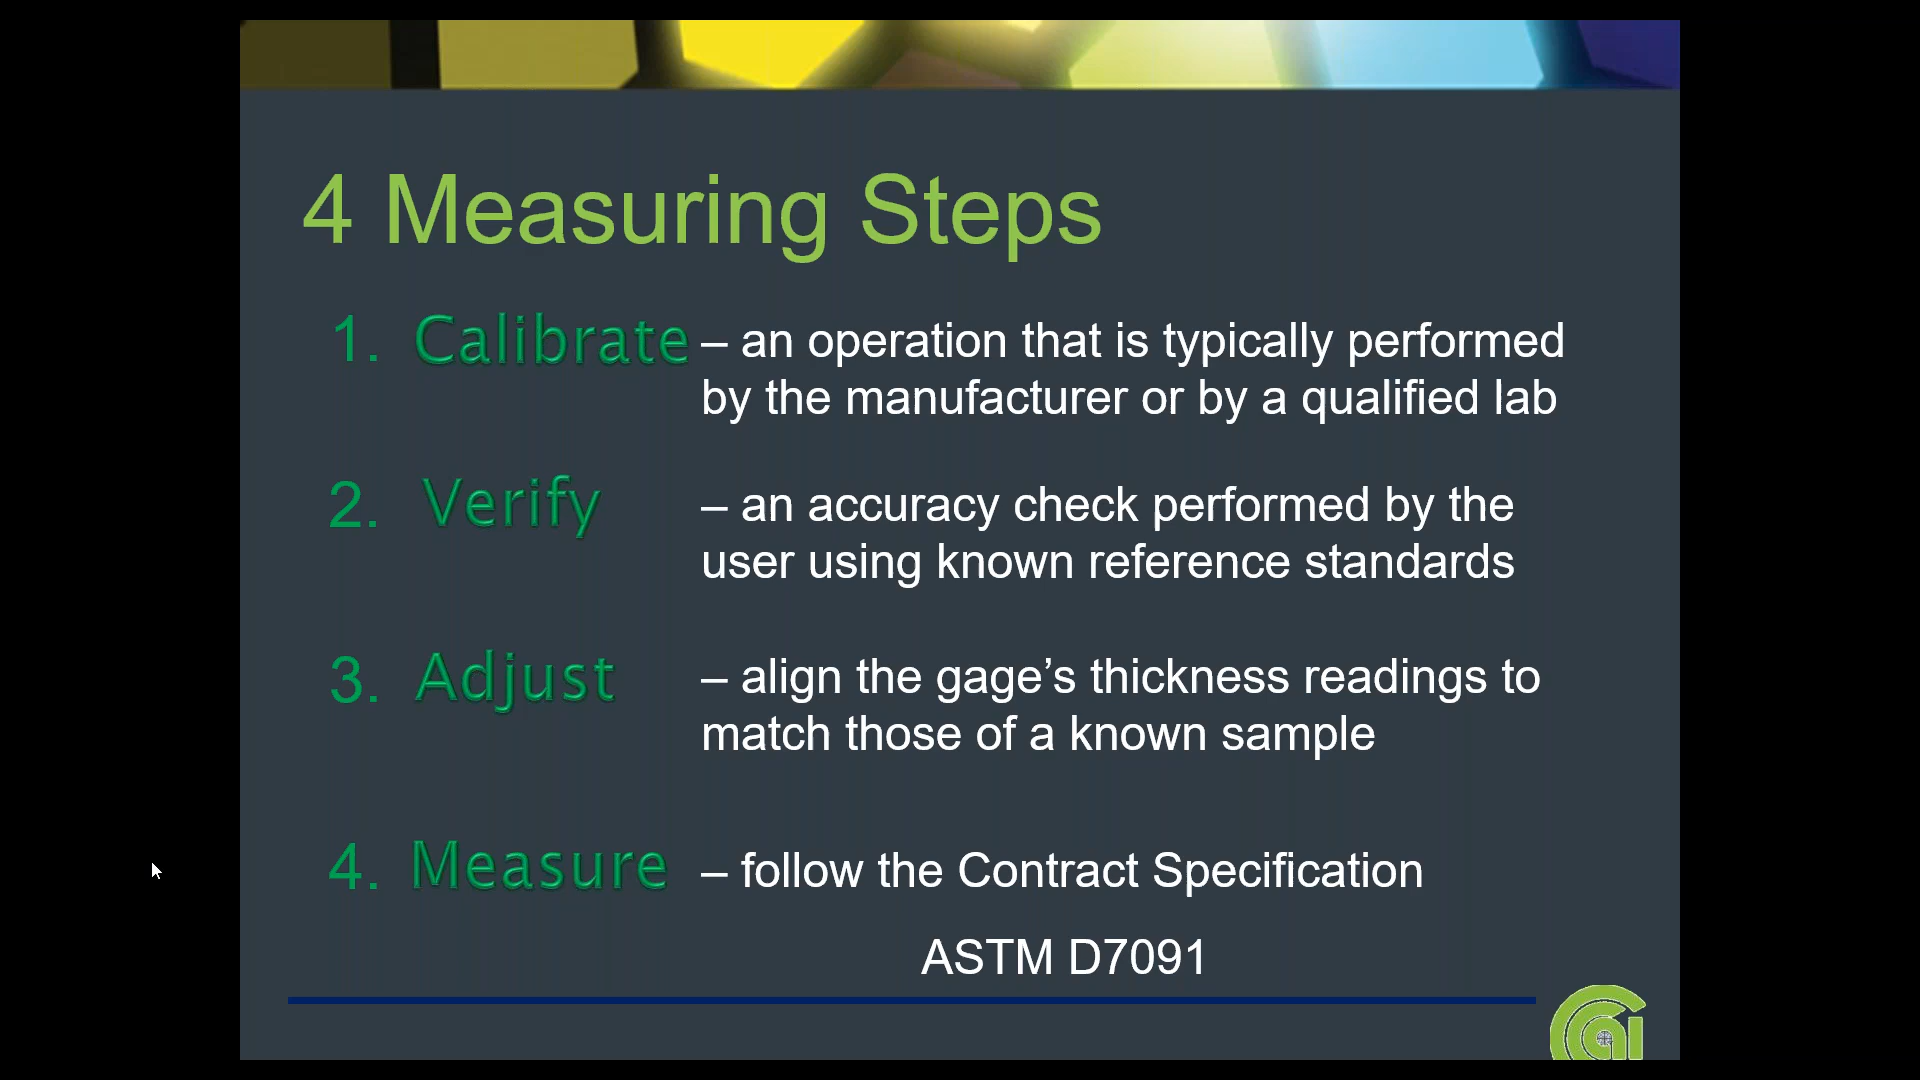 4 Measuring Steps
1. Calibrate – an operation that is typically performed
by the manufacturer or by a qualified lab
2. Verify – an accuracy check performed by the
user using known reference standards
3. Adjust – align the gage’s thickness readings to
match those of a known sample
4. Measure – follow the Contract Specification
ASTM D7091
CCAI